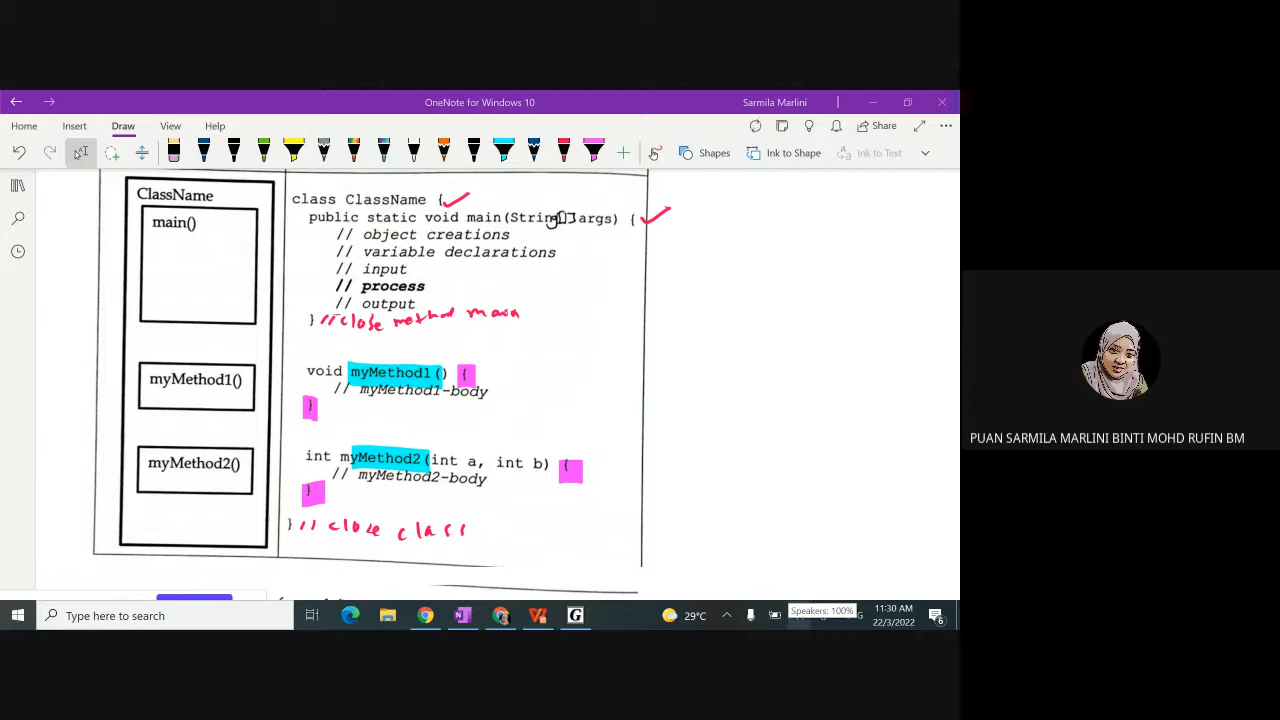 OneNote for Windows 10
Sarmila Marlini
Home Insert Draw View Help
Share
Shapes
Ink to Shape
Ink to Text
ClassName
main()
myMethod1()
myMethod2()
class ClassName {
public static void main(String[] args) {
// object creations
// variable declarations
// input
// process
// output
} // close method main
void myMethod1() {
// myMethod1-body
}
int myMethod2(int a, int b) {
// myMethod2-body
}
} // close class
PUAN SARMILA MARLINI BINTI MOHD RUFIN BM
Type here to search
29°C
Speakers: 100%
11:30 AM
22/3/2022
6